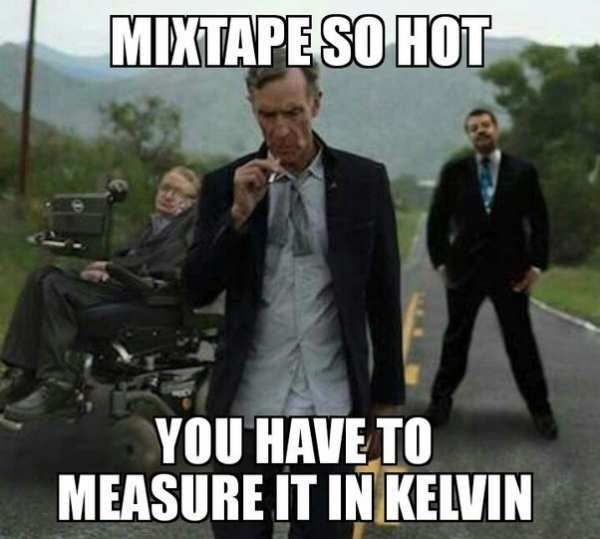 MIXTAPE SO HOT
YOU HAVE TO
MEASURE IT IN KELVIN